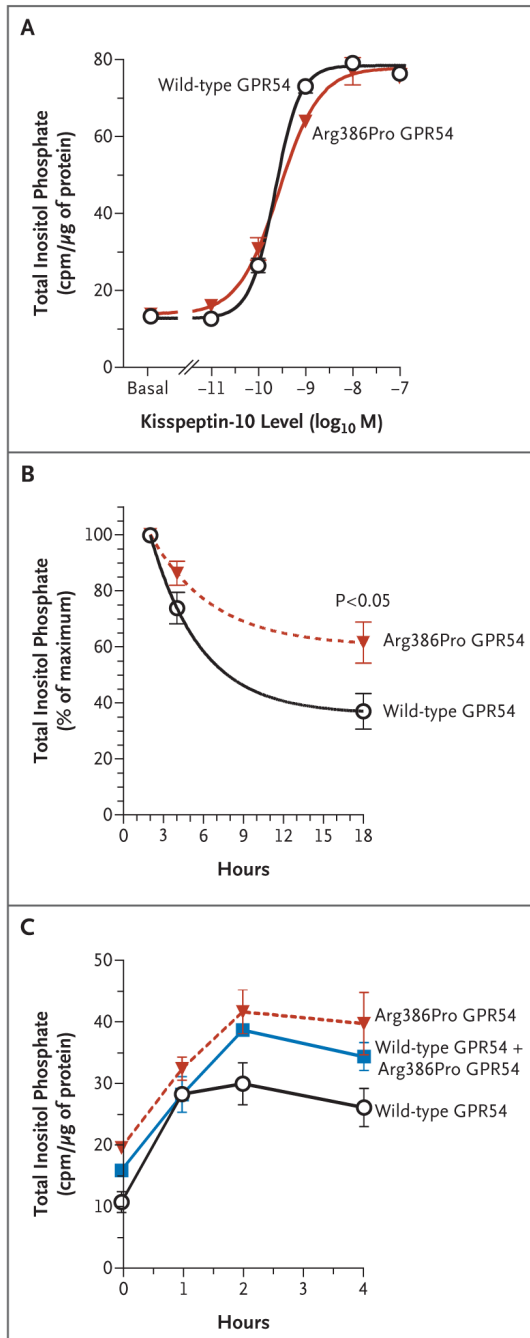 A
80
60
40
20
0
Total Inositol Phosphate
(cpm/μg of protein)
Wild-type GPR54
Arg386Pro GPR54
Basal
−11
−10
−9
−8
−7
Kisspeptin-10 Level (log₁₀ M)
B
100
80
60
40
20
0
Total Inositol Phosphate
(% of maximum)
P<0.05
Arg386Pro GPR54
Wild-type GPR54
0
3
6
9
12
15
18
Hours
C
50
40
30
20
10
0
Total Inositol Phosphate
(cpm/μg of protein)
Arg386Pro GPR54
Wild-type GPR54 +
Arg386Pro GPR54
Wild-type GPR54
0
1
2
3
4
Hours